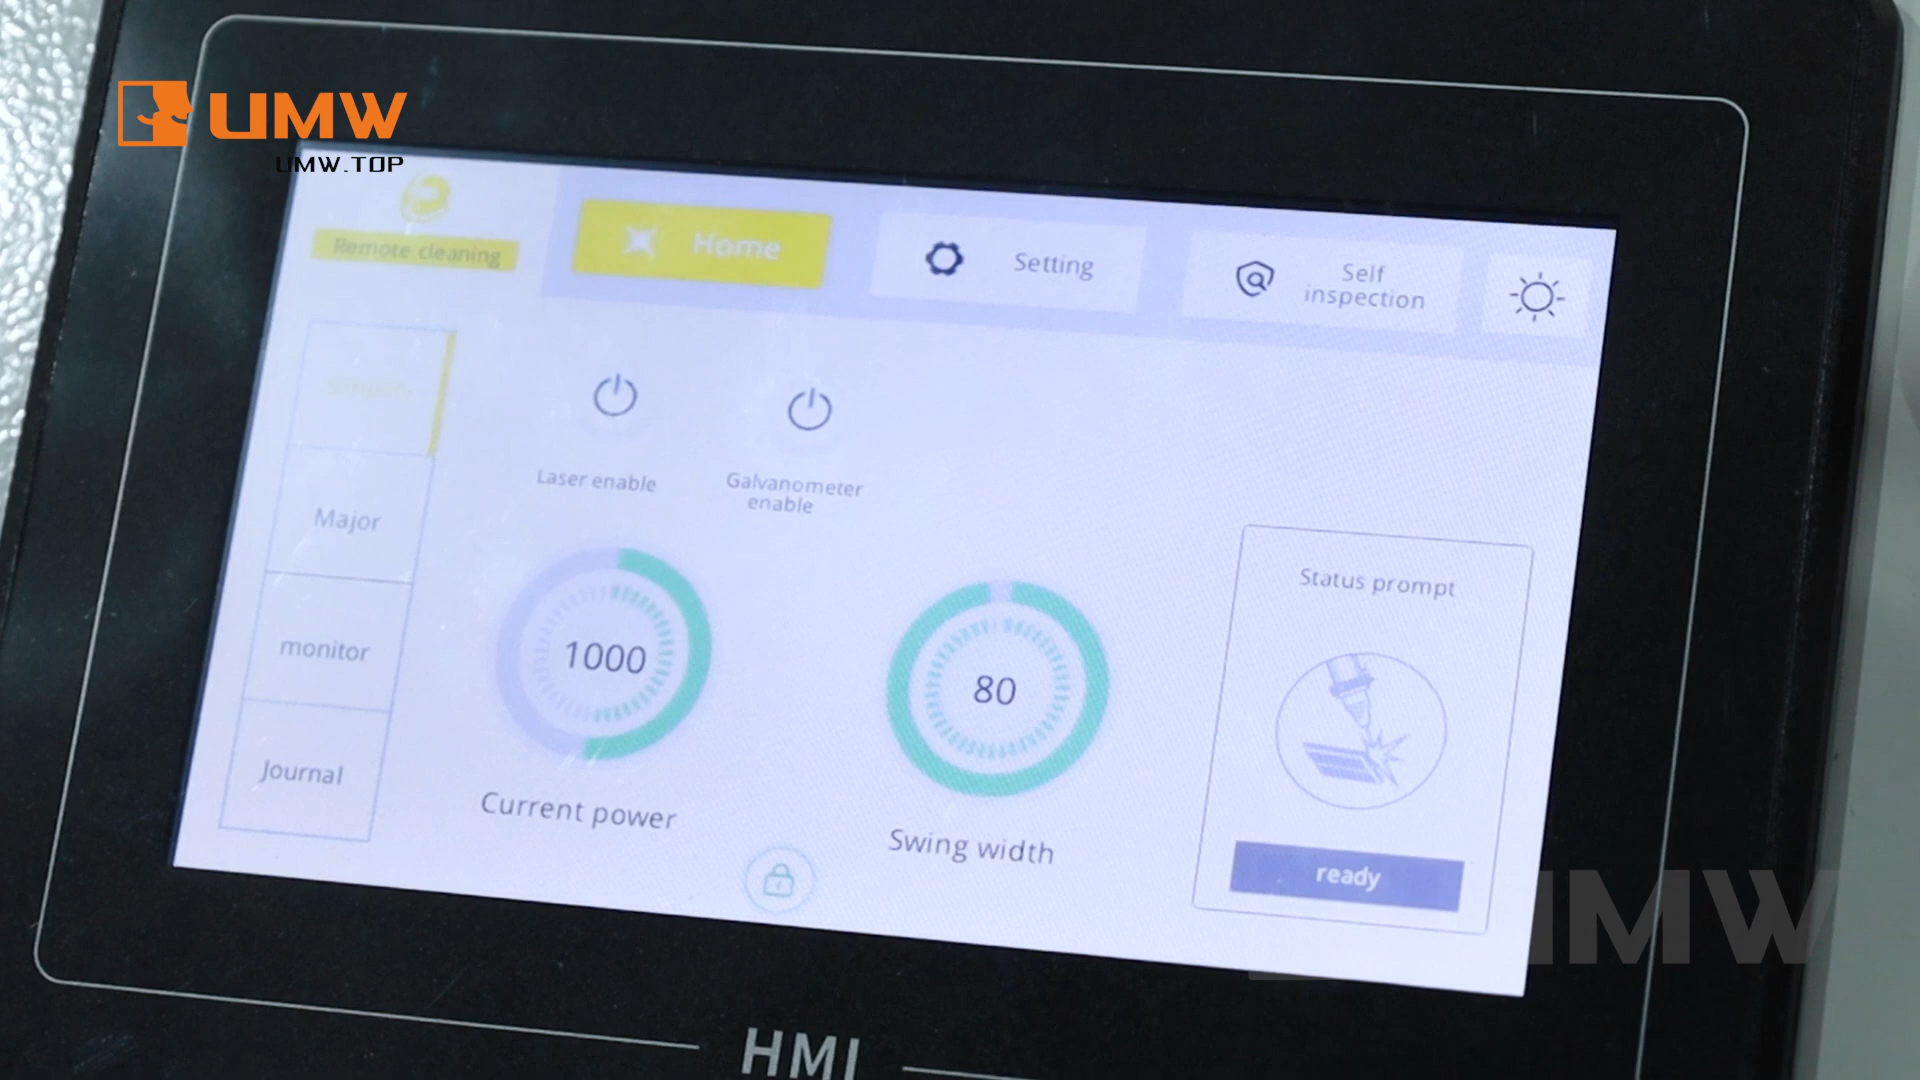 UMW
UMW.TOP
Remote cleaning
Home
Setting
Self
inspection
Major
monitor
Journal
Laser enable
Galvanometer
enable
1000
Current power
80
Swing width
Status prompt
ready
UMW
HMI